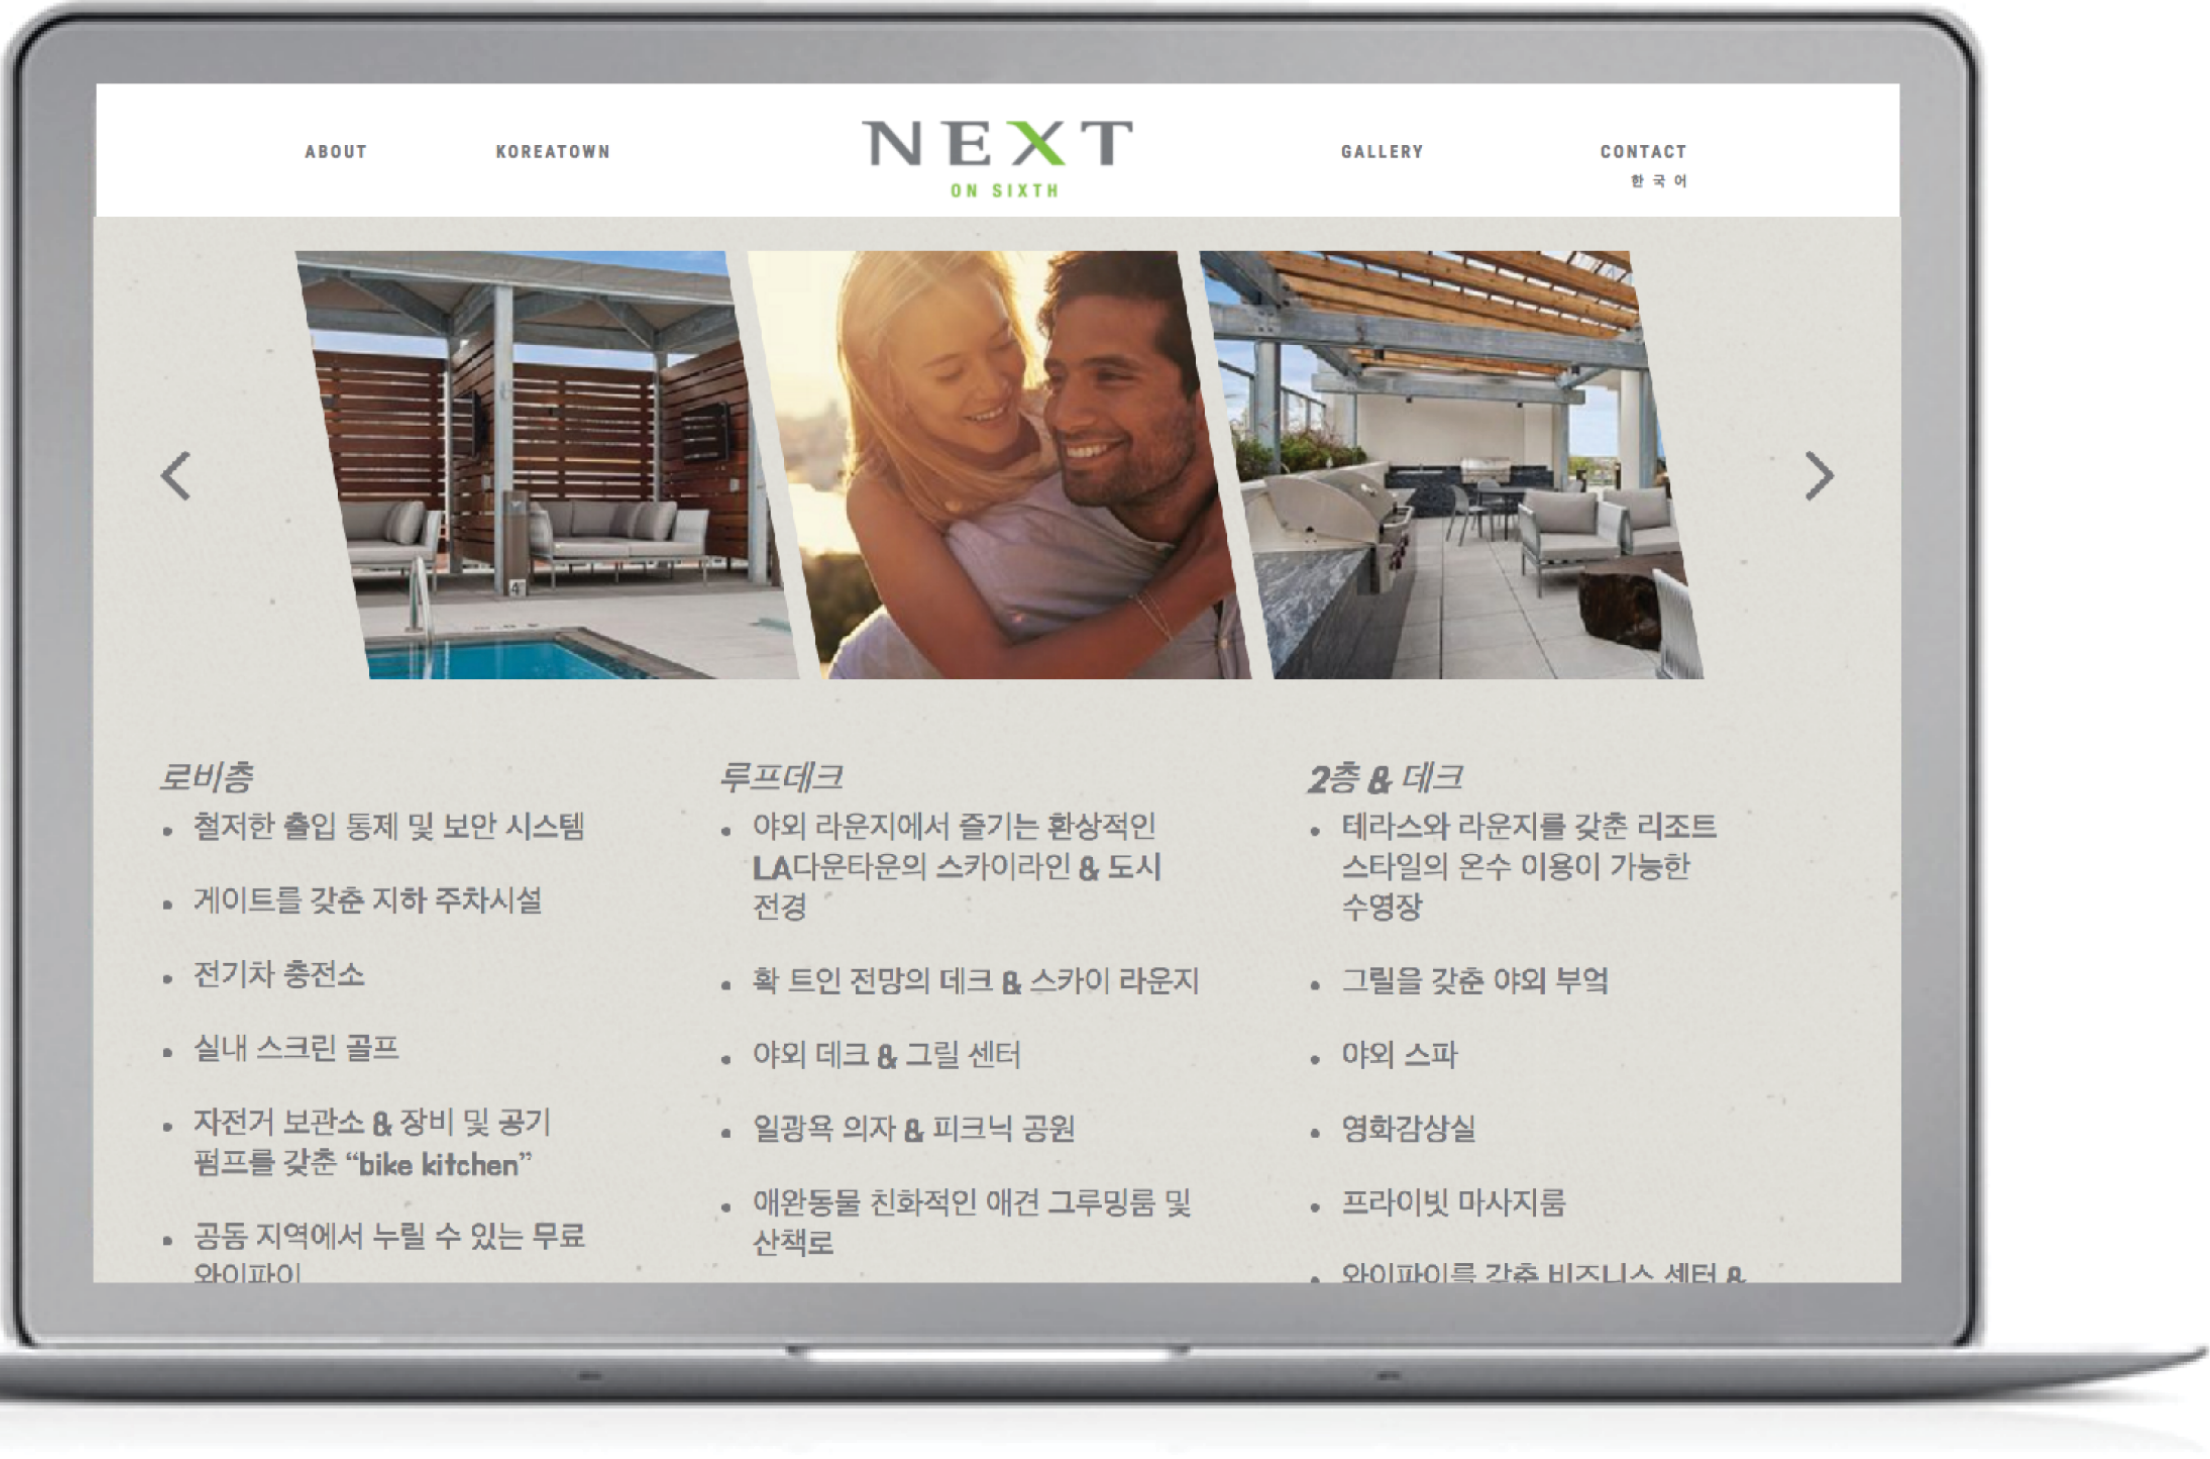 ABOUT
KOREATOWN
NEXT
ON SIXTH
GALLERY
CONTACT
한국어
4
로비층
• 철저한 출입 통제 및 보안 시스템
• 게이트를 갖춘 지하 주차시설
• 전기차 충전소
• 실내 스크린 골프
• 자전거 보관소 & 장비 및 공기
펌프를 갖춘 “bike kitchen”
• 공동 지역에서 누릴 수 있는 무료
와이파이
루프데크
• 야외 라운지에서 즐기는 환상적인
LA다운타운의 스카이라인 & 도시
전경
• 확 트인 전망의 데크 & 스카이 라운지
• 야외 데크 & 그릴 센터
• 일광욕 의자 & 피크닉 공원
• 애완동물 친화적인 애견 그루밍룸 및
산책로
2층 & 데크
• 테라스와 라운지를 갖춘 리조트
스타일의 온수 이용이 가능한
수영장
• 그릴을 갖춘 야외 부엌
• 야외 스파
• 영화감상실
• 프라이빗 마사지룸
• 와이파이를 갖춘 비즈니스 센터 &